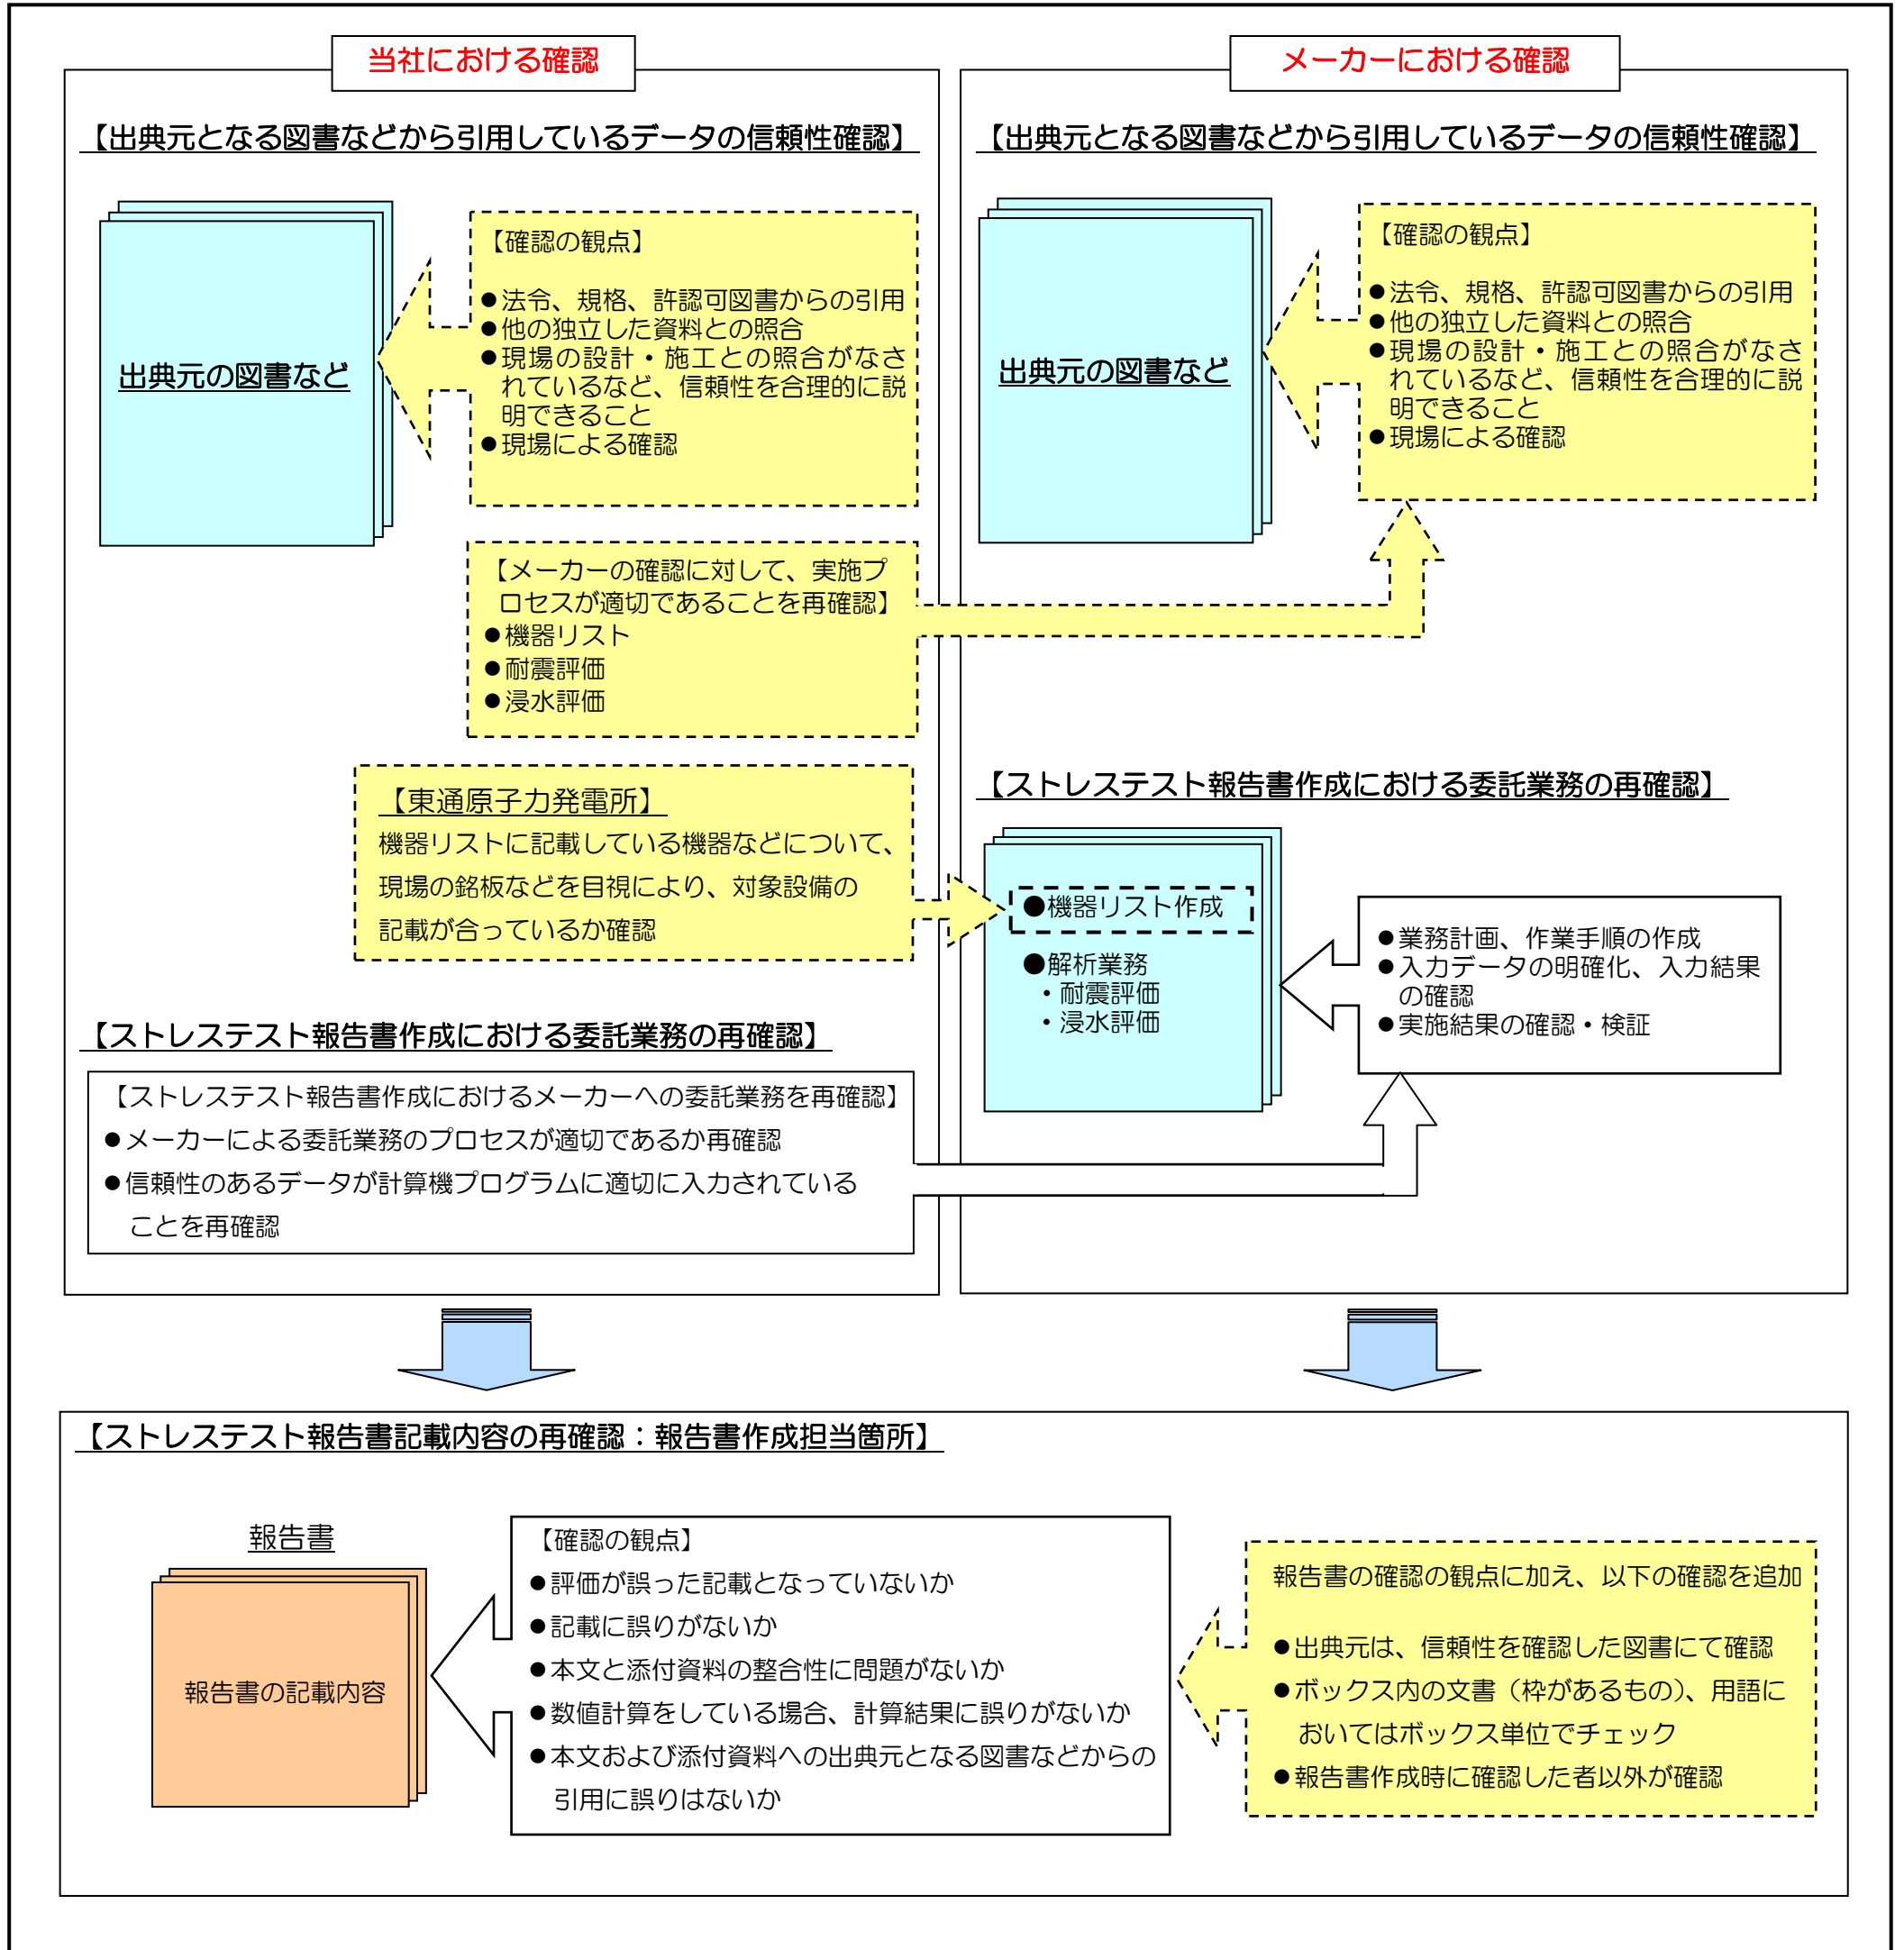 当社における確認
【出典元となる図書などから引用しているデータの信頼性確認】
出典元の図書など
【確認の観点】
●法令、規格、許認可図書からの引用
●他の独立した資料との照合
●現場の設計・施工との照合がなさ
れているなど、信頼性を合理的に説
明できること
●現場による確認
【メーカーの確認に対して、実施プ
ロセスが適切であることを再確認】
●機器リスト
●耐震評価
●浸水評価
【東通原子力発電所】
機器リストに記載している機器などについて、
現場の銘板などを目視により、対象設備の
記載が合っているか確認
【ストレステスト報告書作成における委託業務の再確認】
【ストレステスト報告書作成におけるメーカーへの委託業務を再確認】
●メーカーによる委託業務のプロセスが適切であるか再確認
●信頼性のあるデータが計算機プログラムに適切に入力されている
ことを再確認
メーカーにおける確認
【出典元となる図書などから引用しているデータの信頼性確認】
出典元の図書など
【確認の観点】
●法令、規格、許認可図書からの引用
●他の独立した資料との照合
●現場の設計・施工との照合がなさ
れているなど、信頼性を合理的に説
明できること
●現場による確認
【ストレステスト報告書作成における委託業務の再確認】
●機器リスト作成
●解析業務
・耐震評価
・浸水評価
●業務計画、作業手順の作成
●入力データの明確化、入力結果
の確認
●実施結果の確認・検証
【ストレステスト報告書記載内容の再確認：報告書作成担当箇所】
報告書
報告書の記載内容
【確認の観点】
●評価が誤った記載となっていないか
●記載に誤りがないか
●本文と添付資料の整合性に問題がないか
●数値計算をしている場合、計算結果に誤りがないか
●本文および添付資料への出典元となる図書などからの
引用に誤りはないか
報告書の確認の観点に加え、以下の確認を追加
●出典元は、信頼性を確認した図書にて確認
●ボックス内の文書（枠があるもの）、用語に
おいてはボックス単位でチェック
●報告書作成時に確認した者以外が確認